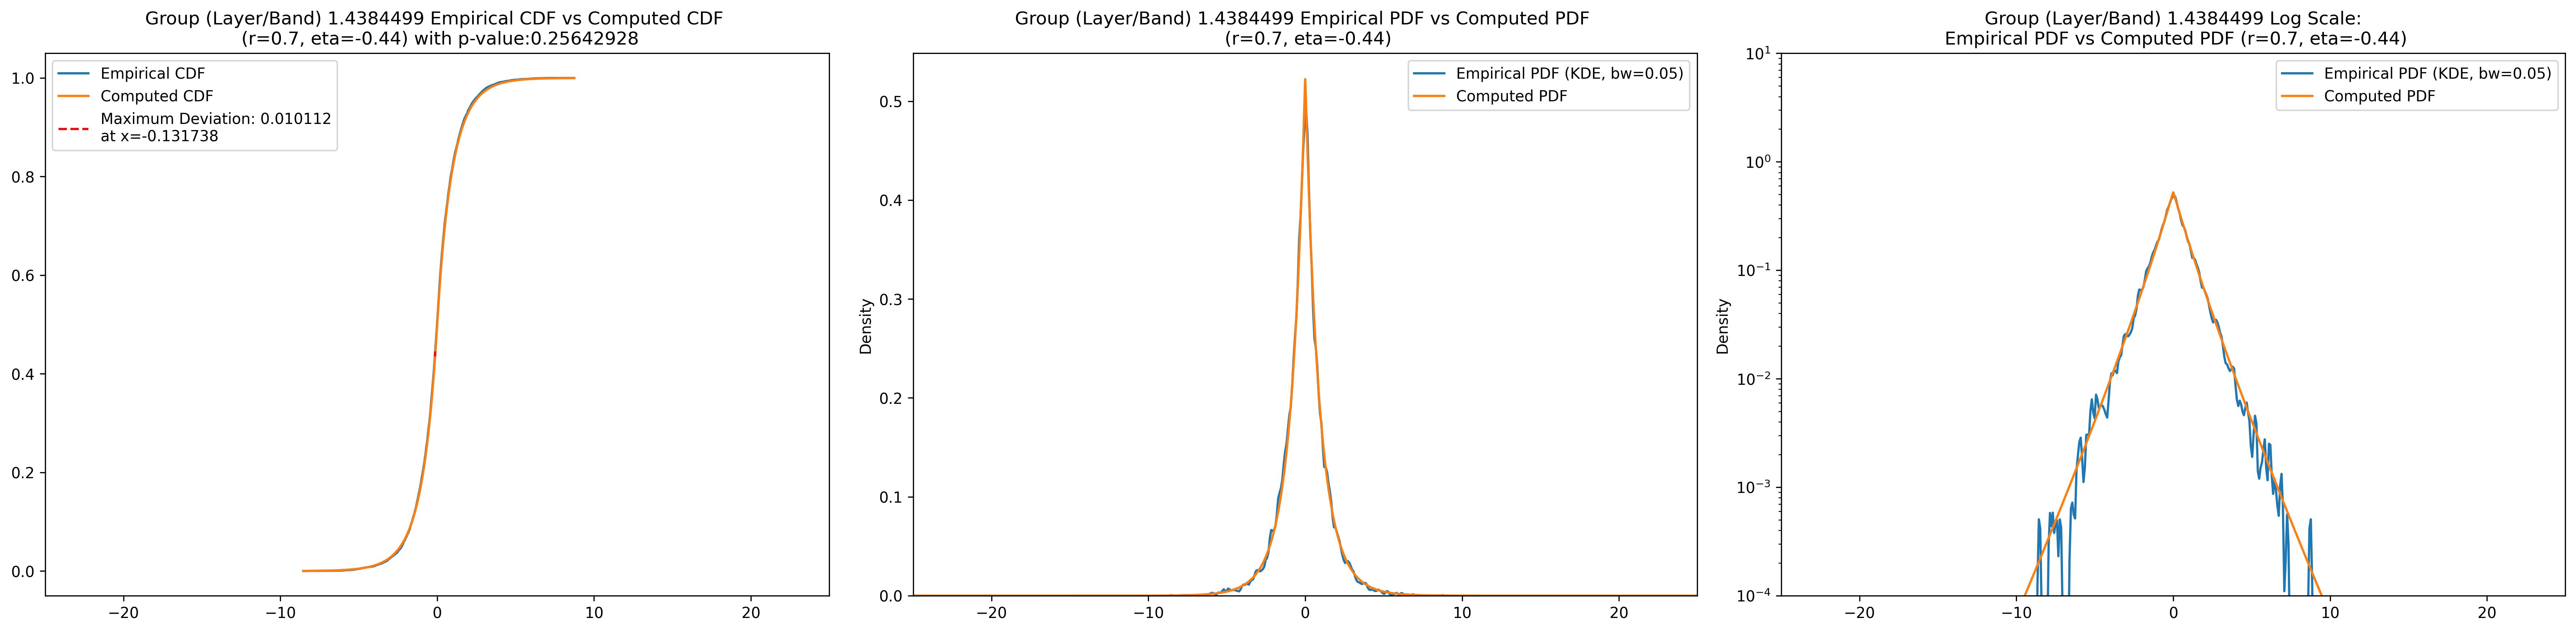 Group (Layer/Band) 1.4384499 Empirical CDF vs Computed CDF
(r=0.7, eta=-0.44) with p-value:0.25642928
Empirical CDF
Computed CDF
Maximum Deviation: 0.010112
at x=-0.131738
1.0
0.8
0.6
0.4
0.2
0.0
−20
−10
0
10
20
Group (Layer/Band) 1.4384499 Empirical PDF vs Computed PDF
(r=0.7, eta=-0.44)
Empirical PDF (KDE, bw=0.05)
Computed PDF
Density
0.5
0.4
0.3
0.2
0.1
0.0
−20
−10
0
10
20
Group (Layer/Band) 1.4384499 Log Scale:
Empirical PDF vs Computed PDF (r=0.7, eta=-0.44)
Empirical PDF (KDE, bw=0.05)
Computed PDF
Density
10¹
10⁰
10⁻¹
10⁻²
10⁻³
10⁻⁴
−20
−10
0
10
20